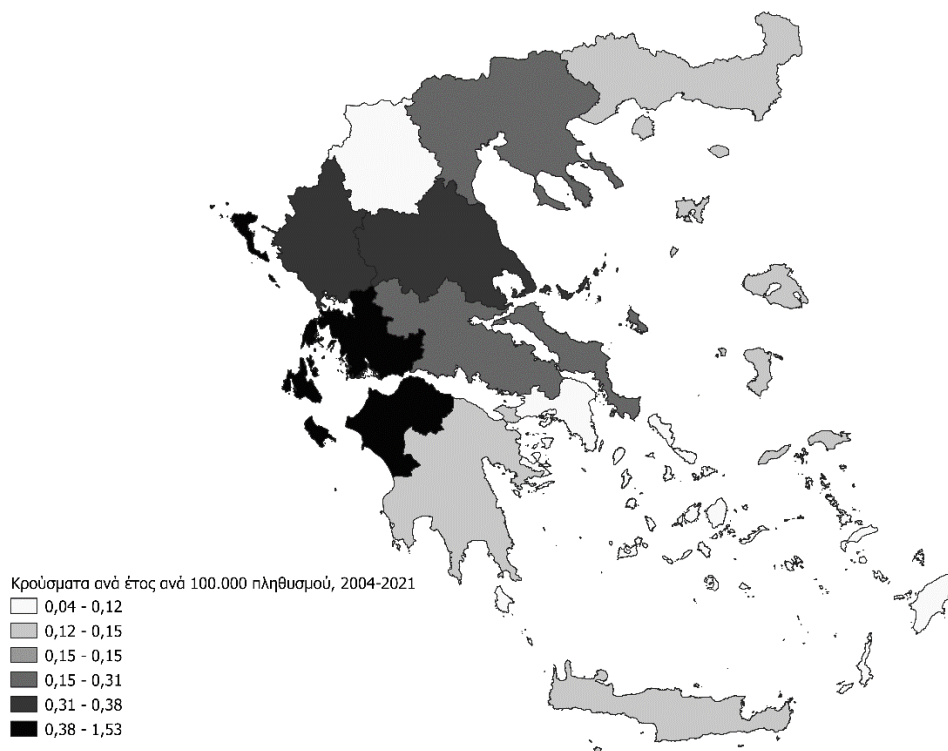 Κρούσματα ανά έτος ανά 100.000 πληθυσμού, 2004-2021
0,04 - 0,12
0,12 - 0,15
0,15 - 0,15
0,15 - 0,31
0,31 - 0,38
0,38 - 1,53